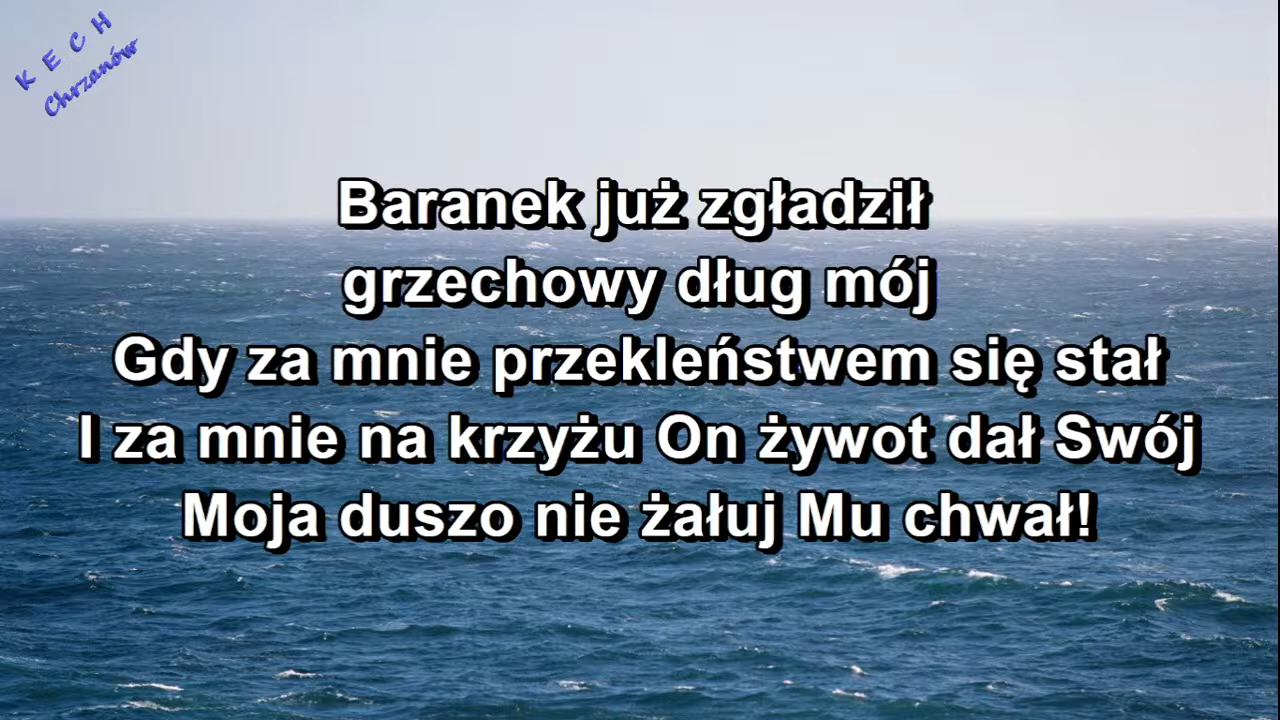 K E C H
Chrzanów
Baranek już zgładził
grzechowy dług mój
Gdy za mnie przekleństwem się stał
I za mnie na krzyżu On żywot dał Swój
Moja duszo nie żałuj Mu chwał!